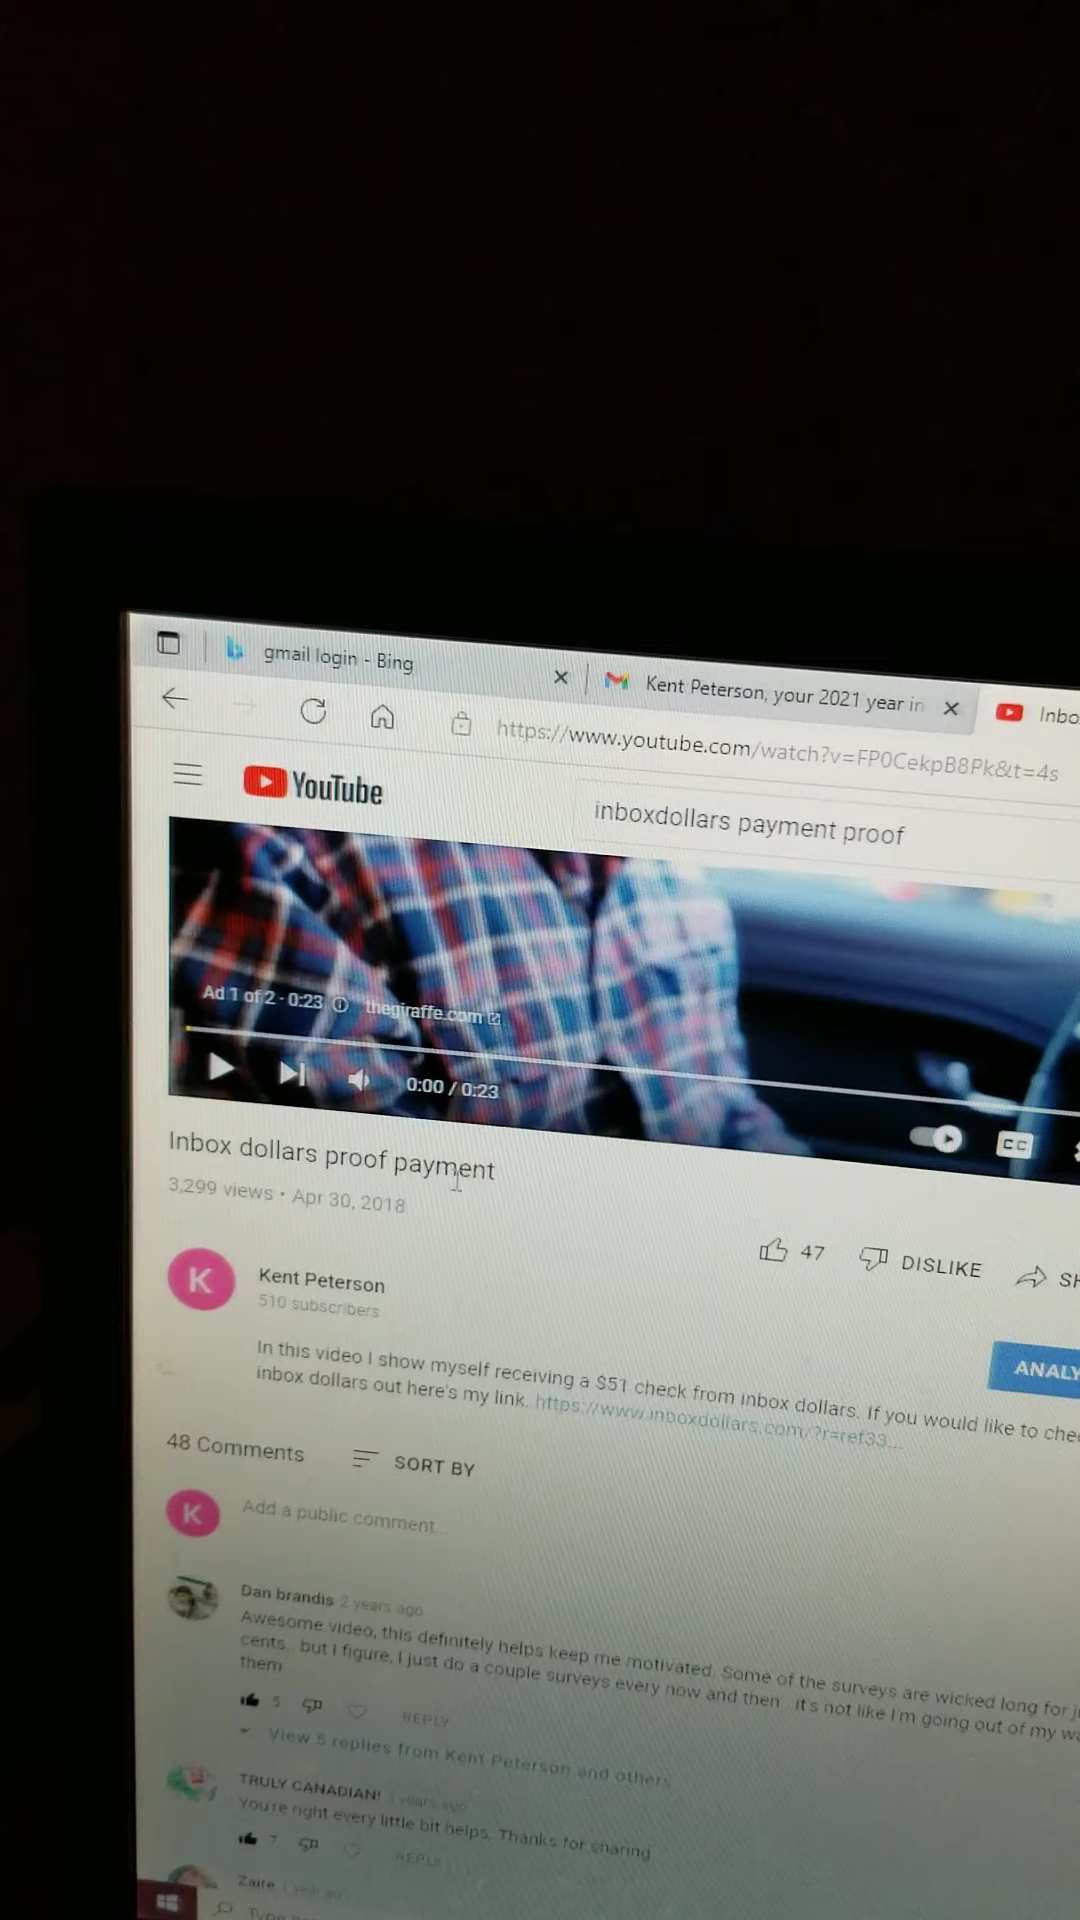 gmail login - Bing
Kent Peterson, your 2021 year in
Inbo
https://www.youtube.com/watch?v=FP0CekpB8Pk&t=4s
YouTube
inboxdollars payment proof
Ad 1 of 2 · 0:23 thegiraffe.com
0:00 / 0:23
CC
Inbox dollars proof payment
3,299 views • Apr 30, 2018
47 DISLIKE SH
K
Kent Peterson
510 subscribers
ANALY
In this video I show myself receiving a $51 check from inbox dollars. If you would like to chec
inbox dollars out here's my link. https://www.inboxdollars.com/?r=ref33...
48 Comments SORT BY
K
Add a public comment...
Dan brandis 2 years ago
Awesome video, this definitely helps keep me motivated. Some of the surveys are wicked long for j
cents.. but I figure, I just do a couple surveys every now and then.. it's not like I'm going out of my wa
them
5 REPLY
View 5 replies from Kent Peterson and others
TRULY CANADIAN! years ago
You're right every little bit helps. Thanks for sharing
7 REPLY
Zaire 1 year ago
Type